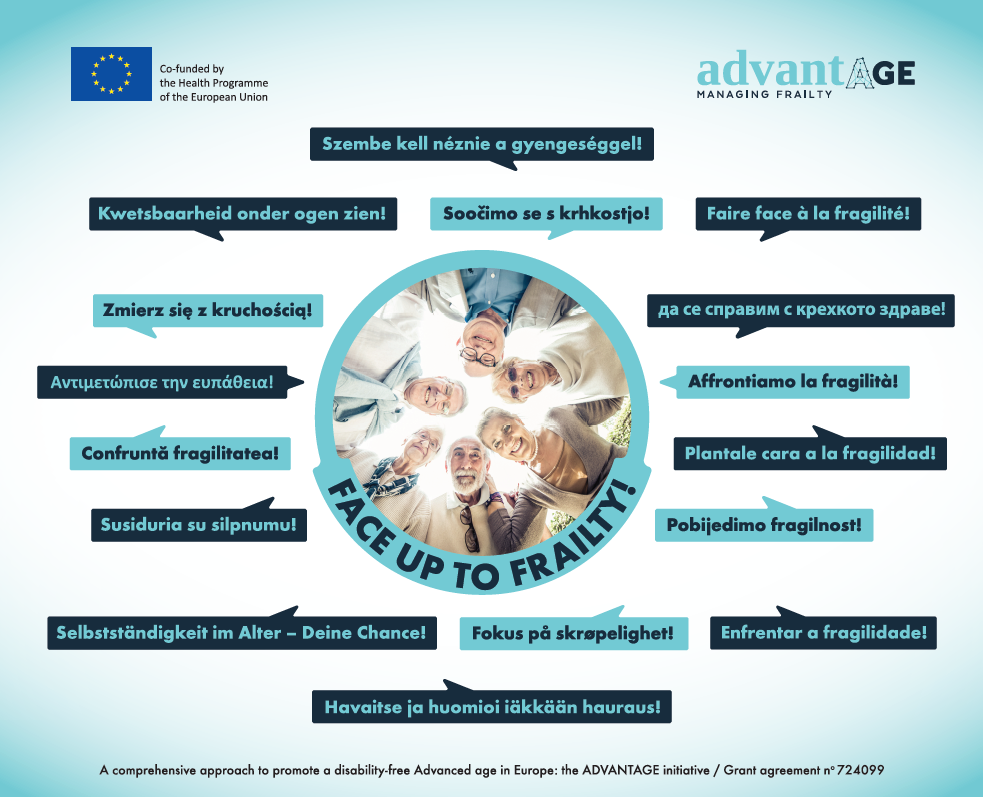 Co-funded by
the Health Programme
of the European Union
advantAGE
MANAGING FRAILTY
Szembe kell néznie a gyengeséggel!
Kwetsbaarheid onder ogen zien!
Soočimo se s krhkostjo!
Faire face à la fragilité!
Zmierz się z kruchością!
да се справим с крехкото здраве!
Αντιμετώπισε την ευπάθεια!
Affrontiamo la fragilità!
Confruntă fragilitatea!
Plantale cara a la fragilidad!
Susiduria su silpnumu!
Pobijedimo fragilnost!
FACE UP TO FRAILTY!
Selbstständigkeit im Alter – Deine Chance!
Fokus på skrøpelighet!
Enfrentar a fragilidade!
Havaitse ja huomioi iäkkään hauraus!
A comprehensive approach to promote a disability-free Advanced age in Europe: the ADVANTAGE initiative / Grant agreement nº 724099